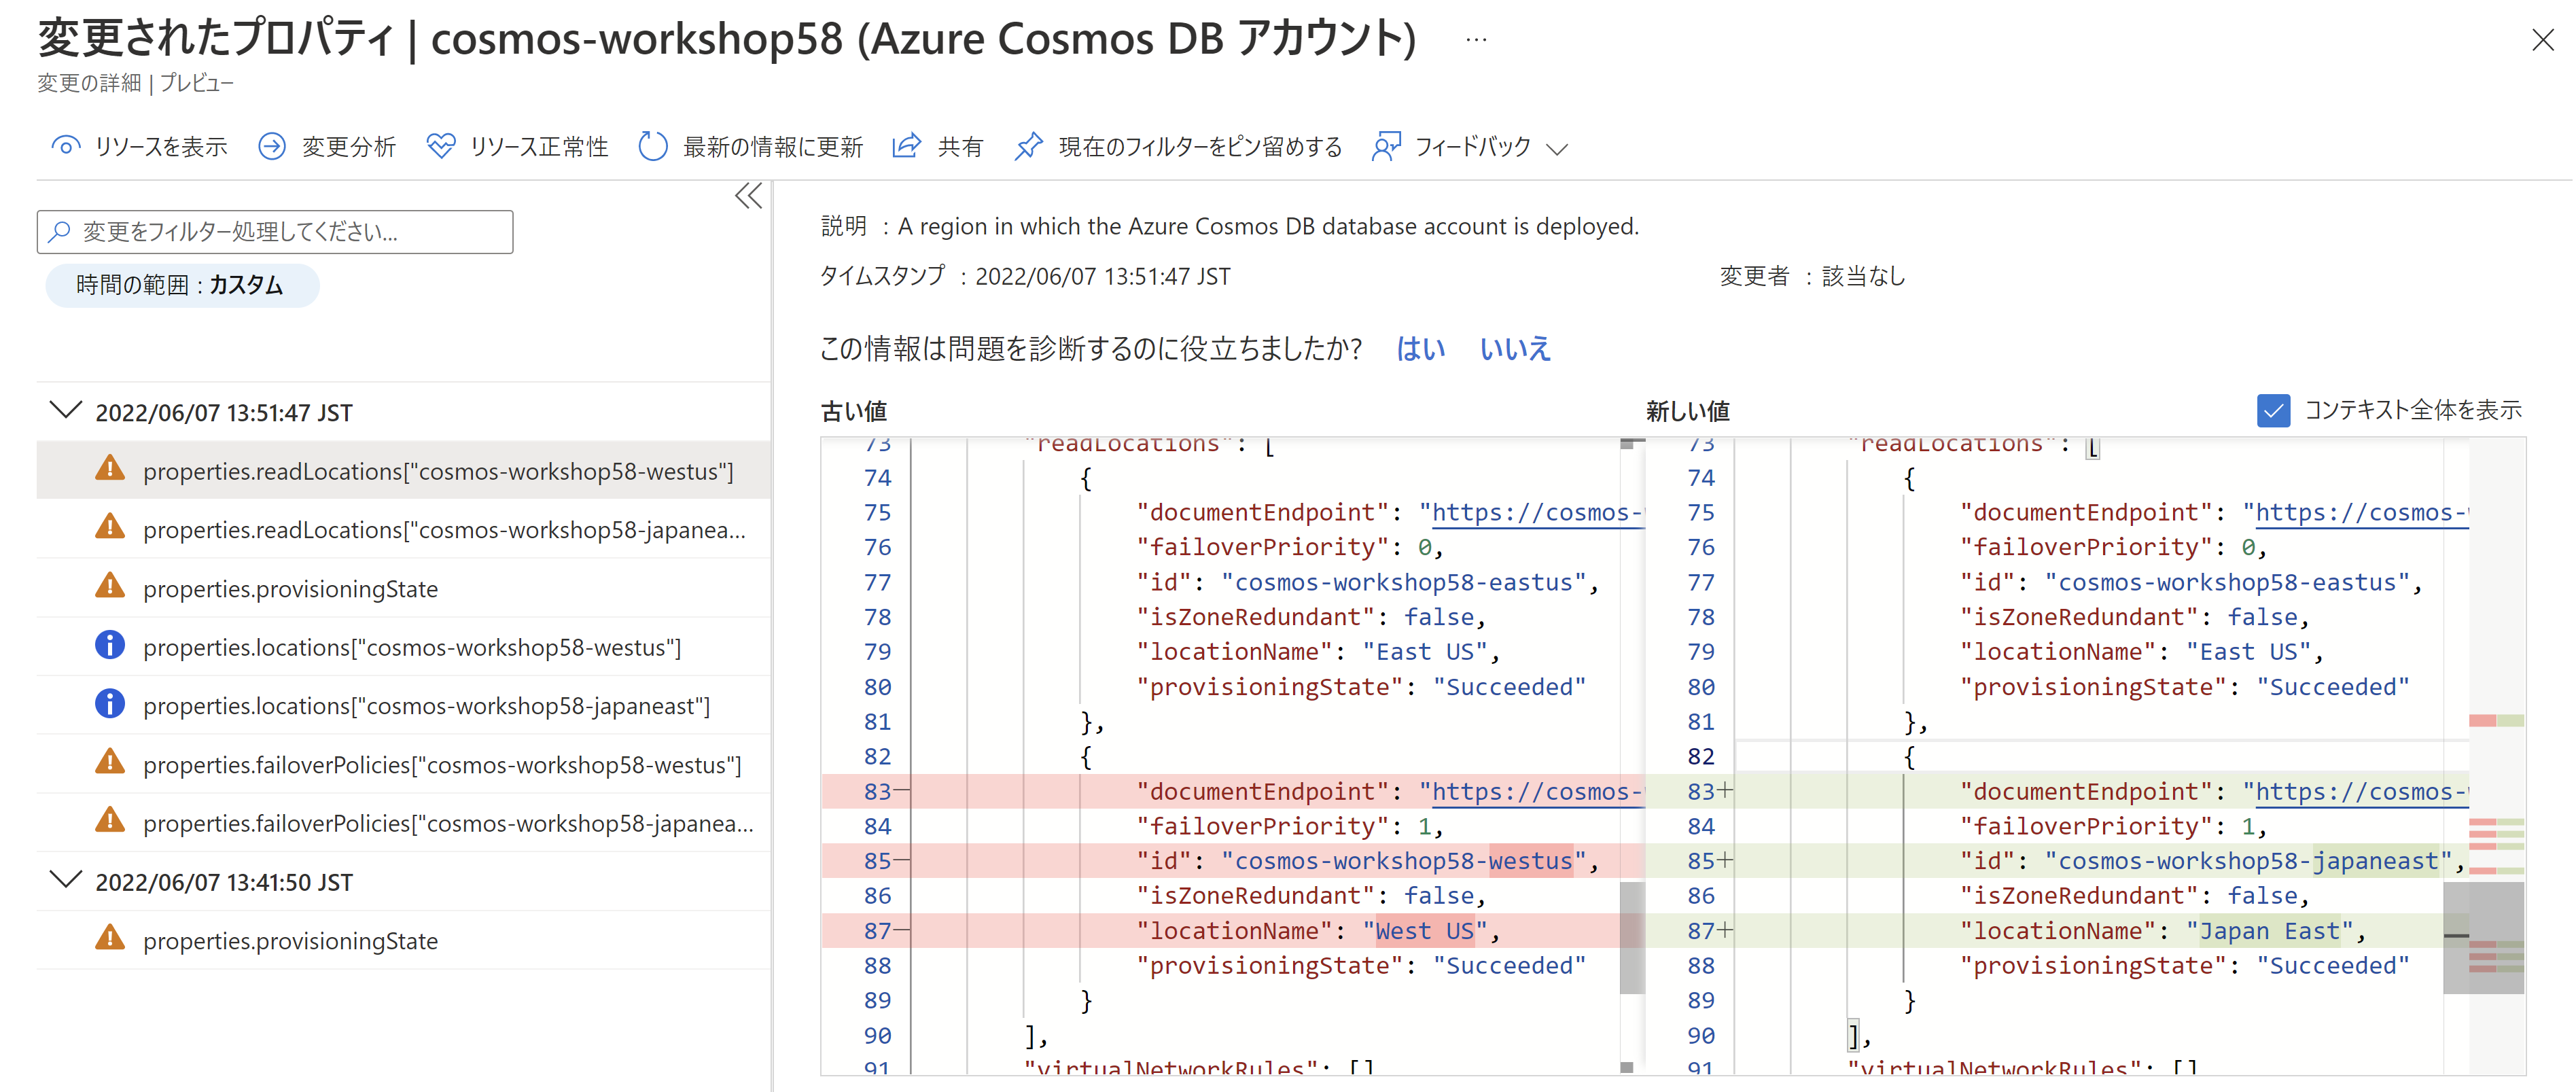 変更されたプロパティ | cosmos-workshop58 (Azure Cosmos DB アカウント) ...
変更の詳細 | プレビュー
リソースを表示 変更分析 リソース正常性 最新の情報に更新 共有 現在のフィルターをピン留めする フィードバック
変更をフィルター処理してください...
時間の範囲 : カスタム
2022/06/07 13:51:47 JST
properties.readLocations["cosmos-workshop58-westus"]
properties.readLocations["cosmos-workshop58-japanea...
properties.provisioningState
properties.locations["cosmos-workshop58-westus"]
properties.locations["cosmos-workshop58-japaneast"]
properties.failoverPolicies["cosmos-workshop58-westus"]
properties.failoverPolicies["cosmos-workshop58-japanea...
2022/06/07 13:41:50 JST
properties.provisioningState
説明 : A region in which the Azure Cosmos DB database account is deployed.
タイムスタンプ : 2022/06/07 13:51:47 JST
変更者 : 該当なし
この情報は問題を診断するのに役立ちましたか? はい いいえ
古い値
73 "readLocations": [
74 {
75 "documentEndpoint": "https://cosmos-
76 "failoverPriority": 0,
77 "id": "cosmos-workshop58-eastus",
78 "isZoneRedundant": false,
79 "locationName": "East US",
80 "provisioningState": "Succeeded"
81 },
82 {
83— "documentEndpoint": "https://cosmos-
84 "failoverPriority": 1,
85— "id": "cosmos-workshop58-westus",
86 "isZoneRedundant": false,
87— "locationName": "West US",
88 "provisioningState": "Succeeded"
89 }
90 ],
91 "virtualNetworkRules": []
新しい値
コンテキスト全体を表示
73 "readLocations": [
74 {
75 "documentEndpoint": "https://cosmos-
76 "failoverPriority": 0,
77 "id": "cosmos-workshop58-eastus",
78 "isZoneRedundant": false,
79 "locationName": "East US",
80 "provisioningState": "Succeeded"
81 },
82 {
83+ "documentEndpoint": "https://cosmos-
84 "failoverPriority": 1,
85+ "id": "cosmos-workshop58-japaneast",
86 "isZoneRedundant": false,
87+ "locationName": "Japan East",
88 "provisioningState": "Succeeded"
89 }
90 ],
91 "virtualNetworkRules": []